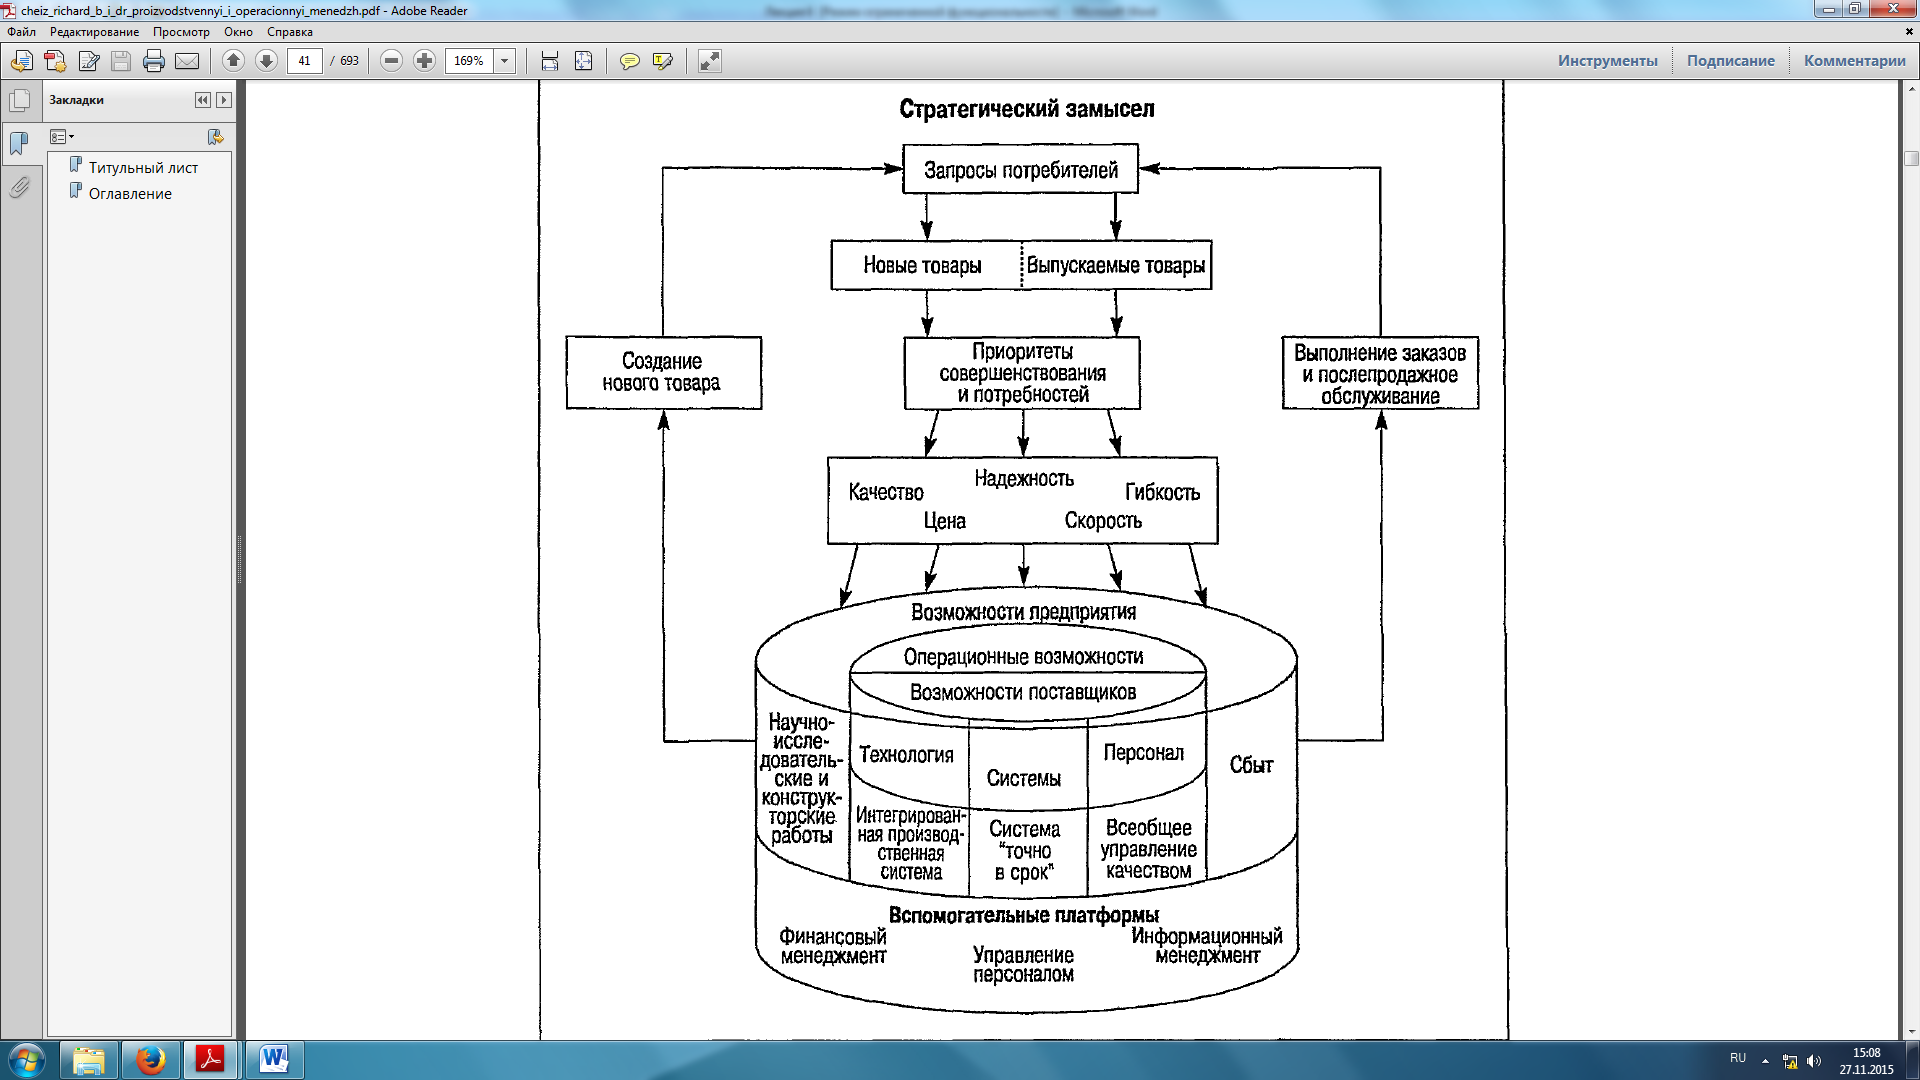 cheiz_richard_b_i_dr_proizvodstvennyi_i_operacionnyi_menedzh.pdf - Adobe Reader
Файл Редактирование Просмотр Окно Справка
41 / 693 169% Инструменты Подписание Комментарии
Закладки
Титульный лист
Оглавление
Стратегический замысел
Запросы потребителей
Новые товары Выпускаемые товары
Создание
нового товара
Приоритеты
совершенствования
и потребностей
Выполнение заказов
и послепродажное
обслуживание
Качество Надежность Гибкость
Цена Скорость
Возможности предприятия
Операционные возможности
Возможности поставщиков
Научно-
иссле-
дователь-
ские и
конструк-
торские
работы
Технология
Системы
Персонал
Сбыт
Интегрирован-
ная производ-
ственная
система
Система
"точно
в срок"
Всеобщее
управление
качеством
Вспомогательные платформы
Финансовый
менеджмент
Управление
персоналом
Информационный
менеджмент
RU
15:08
27.11.2015